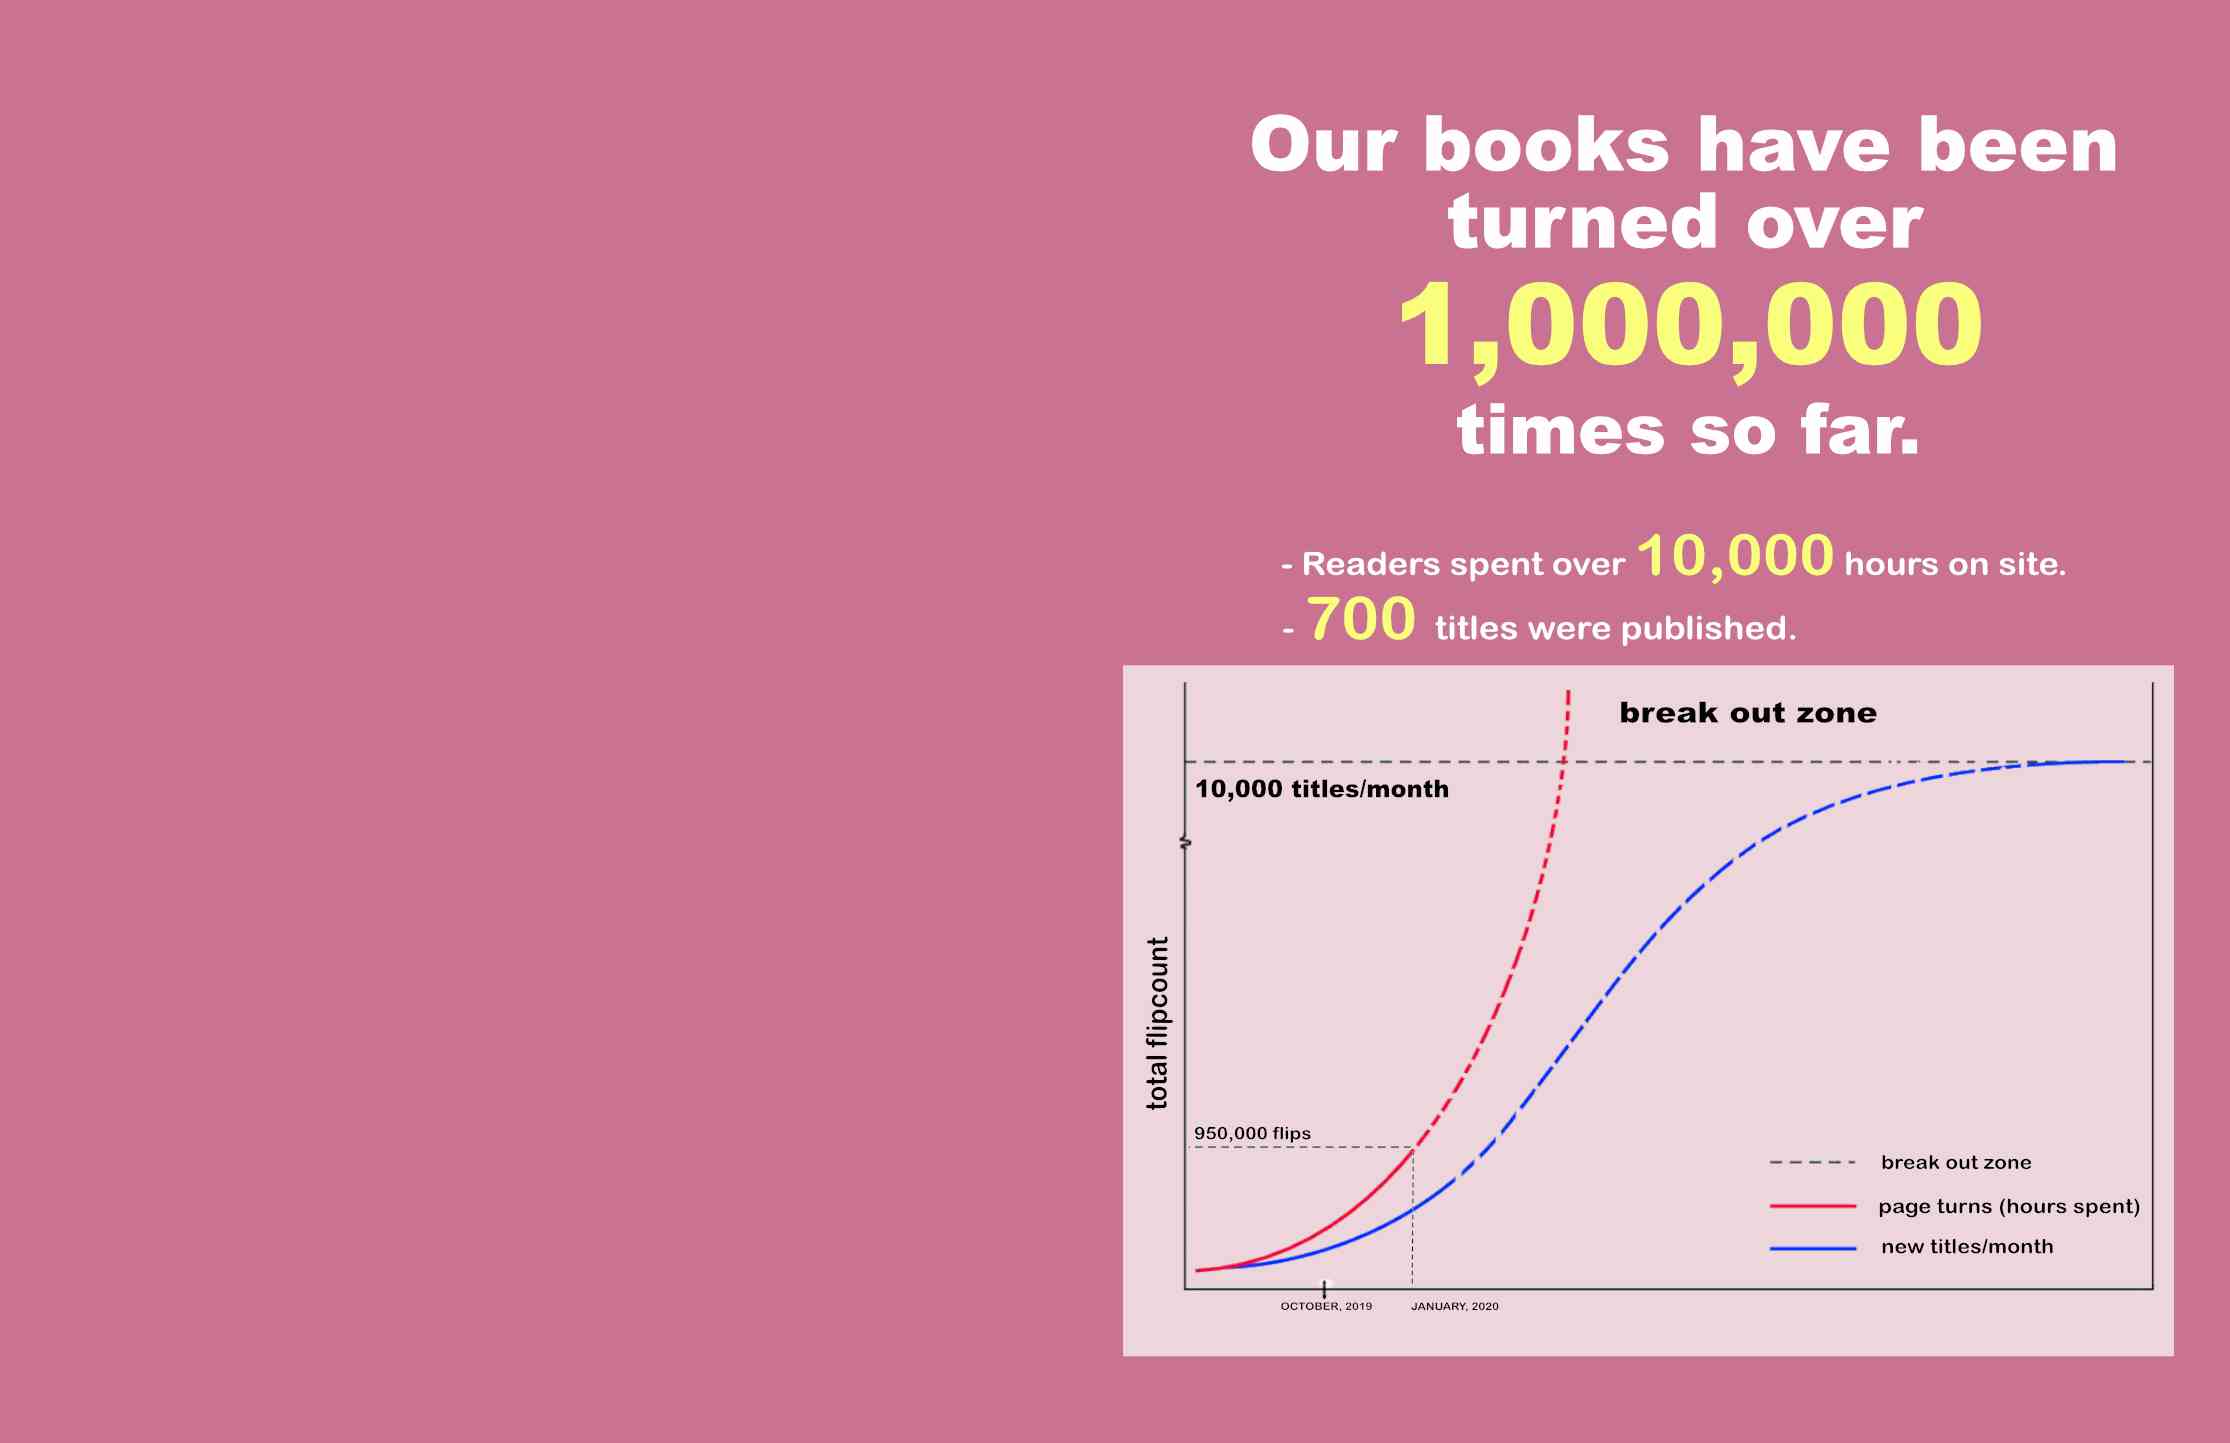 Our books have been
turned over
1,000,000
times so far.
- Readers spent over 10,000 hours on site.
- 700 titles were published.
break out zone
10,000 titles/month
total flipcount
950,000 flips
break out zone
page turns (hours spent)
new titles/month
OCTOBER, 2019 JANUARY, 2020